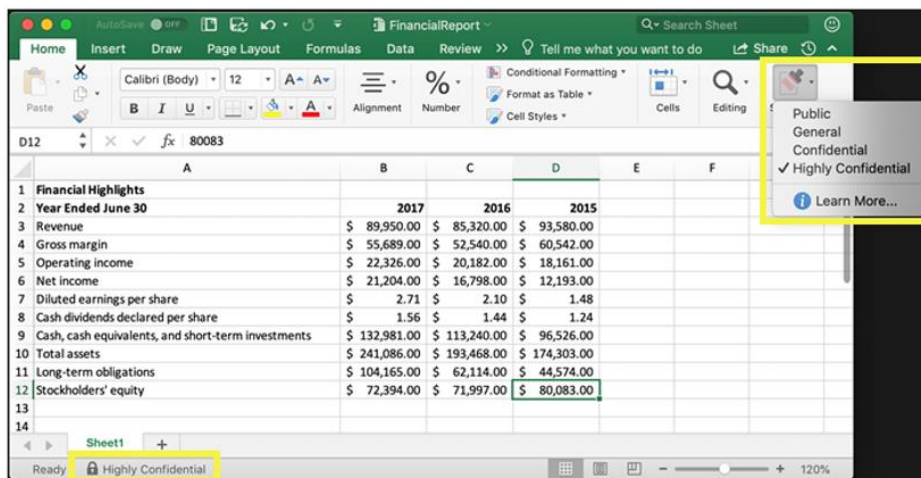 AutoSave OFF FinancialReport Search Sheet
Home Insert Draw Page Layout Formulas Data Review >> Tell me what you want to do Share
Paste Calibri (Body) 12 A A B I U A Alignment % Number Conditional Formatting Format as Table Cell Styles Cells Editing
Public
General
Confidential
✓ Highly Confidential
Learn More...
D12 fx 80083
A B C D E F
1 Financial Highlights
2 Year Ended June 30 2017 2016 2015
3 Revenue $ 89,950.00 $ 85,320.00 $ 93,580.00
4 Gross margin $ 55,689.00 $ 52,540.00 $ 60,542.00
5 Operating income $ 22,326.00 $ 20,182.00 $ 18,161.00
6 Net income $ 21,204.00 $ 16,798.00 $ 12,193.00
7 Diluted earnings per share $ 2.71 $ 2.10 $ 1.48
8 Cash dividends declared per share $ 1.56 $ 1.44 $ 1.24
9 Cash, cash equivalents, and short-term investments $ 132,981.00 $ 113,240.00 $ 96,526.00
10 Total assets $ 241,086.00 $ 193,468.00 $ 174,303.00
11 Long-term obligations $ 104,165.00 $ 62,114.00 $ 44,574.00
12 Stockholders' equity $ 72,394.00 $ 71,997.00 $ 80,083.00
13
14
Sheet1 +
Ready Highly Confidential - + 120%